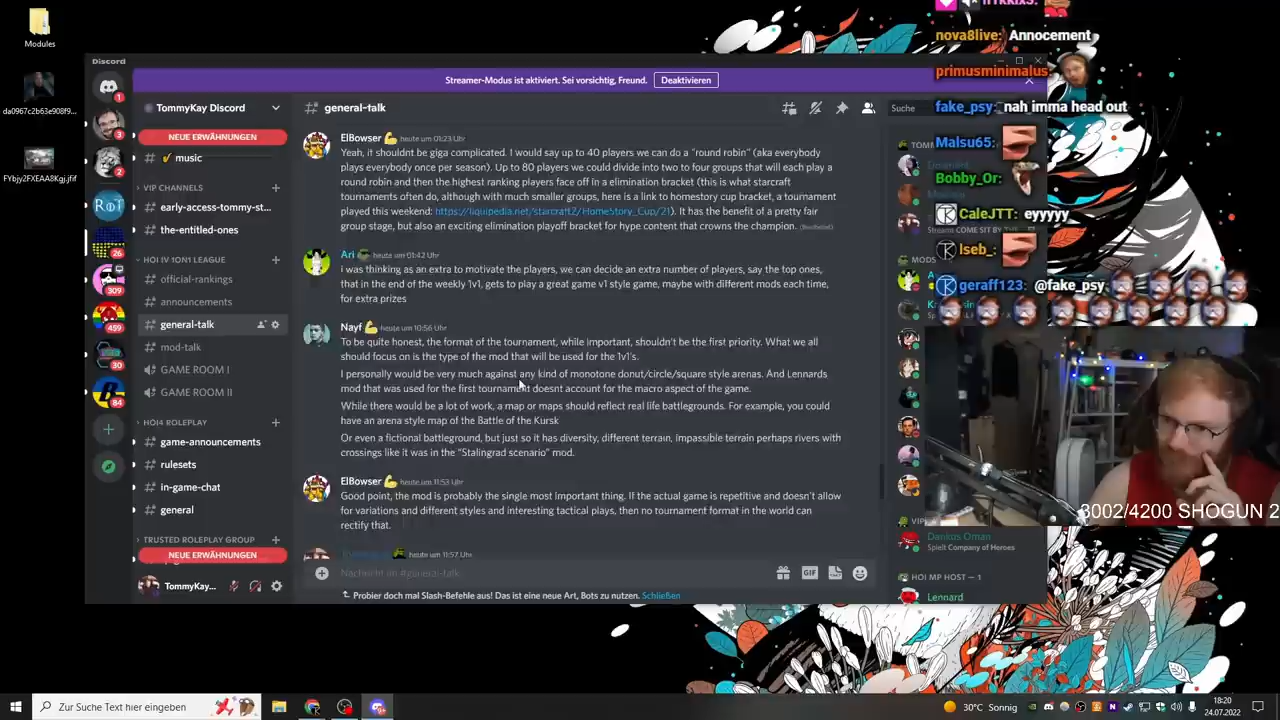 Modules
da0967c2b63e908f9...
FYbjy2FXEAA8Kgj.jfif
Discord
Streamer-Modus ist aktiviert. Sei vorsichtig, Freund.
Deaktivieren
TommyKay Discord
NEUE ERWÄHNUNGEN
music
VIP CHANNELS
early-access-tommy-st...
the-entitled-ones
HOI IV 1ON1 LEAGUE
official-rankings
announcements
general-talk
mod-talk
GAME ROOM I
GAME ROOM II
HOI4 ROLEPLAY
game-announcements
rulesets
in-game-chat
general
TRUSTED ROLEPLAY GROUP
NEUE ERWÄHNUNGEN
TommyKay...
1
3
2
RoT
26
309
459
30
84
# general-talk
Suche
ElBowser heute um 01:23 Uhr
Yeah, it shouldnt be giga complicated. I would say up to 40 players we can do a "round robin" (aka everybody
plays everybody once per season). Up to 80 players we could divide into two to four groups that will each play a
round robin and then the highest ranking players face off in a elimination bracket (this is what starcraft
tournaments often do, although with much smaller groups, here is a link to homestory cup bracket, a tournament
played this weekend: https://liquipedia.net/starcraft2/HomeStory_Cup/21). It has the benefit of a pretty fair
group stage, but also an exciting elimination playoff bracket for hype content that crowns the champion. (bearbeitet)
Ari heute um 01:42 Uhr
i was thinking as an extra to motivate the players, we can decide an extra number of players, say the top ones,
that in the end of the weekly 1v1, gets to play a great game v1 style game, maybe with different mods each time,
for extra prizes
Nayf heute um 10:56 Uhr
To be quite honest, the format of the tournament, while important, shouldn't be the first priority. What we all
should focus on is the type of the mod that will be used for the 1v1's.
I personally would be very much against any kind of monotone donut/circle/square style arenas. And Lennards
mod that was used for the first tournament doesnt account for the macro aspect of the game.
While there would be a lot of work, a map or maps should reflect real life battlegrounds. For example, you could
have an arena style map of the Battle of the Kursk
Or even a fictional battleground, but just so it has diversity, different terrain, impassible terrain perhaps rivers with
crossings like it was in the "Stalingrad scenario" mod.
ElBowser heute um 11:53 Uhr
Good point, the mod is probably the single most important thing. If the actual game is repetitive and doesn't allow
for variations and different styles and interesting tactical plays, then no tournament format in the world can
rectify that.
heute um 11:57 Uhr
Nachricht an #general-talk
GIF
Probier doch mal Slash-Befehle aus! Das ist eine neue Art, Bots zu nutzen. Schließen
nova8live: Annocement
primusminimalus:
fake_psy: nah imma head out
Malsu65:
Bobby_Or:
CaleJTT: eyyyyy
lseb_:
geraff123: @fake_psy
3002/4200 SHOGUN 2
Dankus Oman
Spielt Company of Heroes
HOI MP HOST — 1
Lennard
Zur Suche Text hier eingeben
30°C Sonnig
18:20
24.07.2022